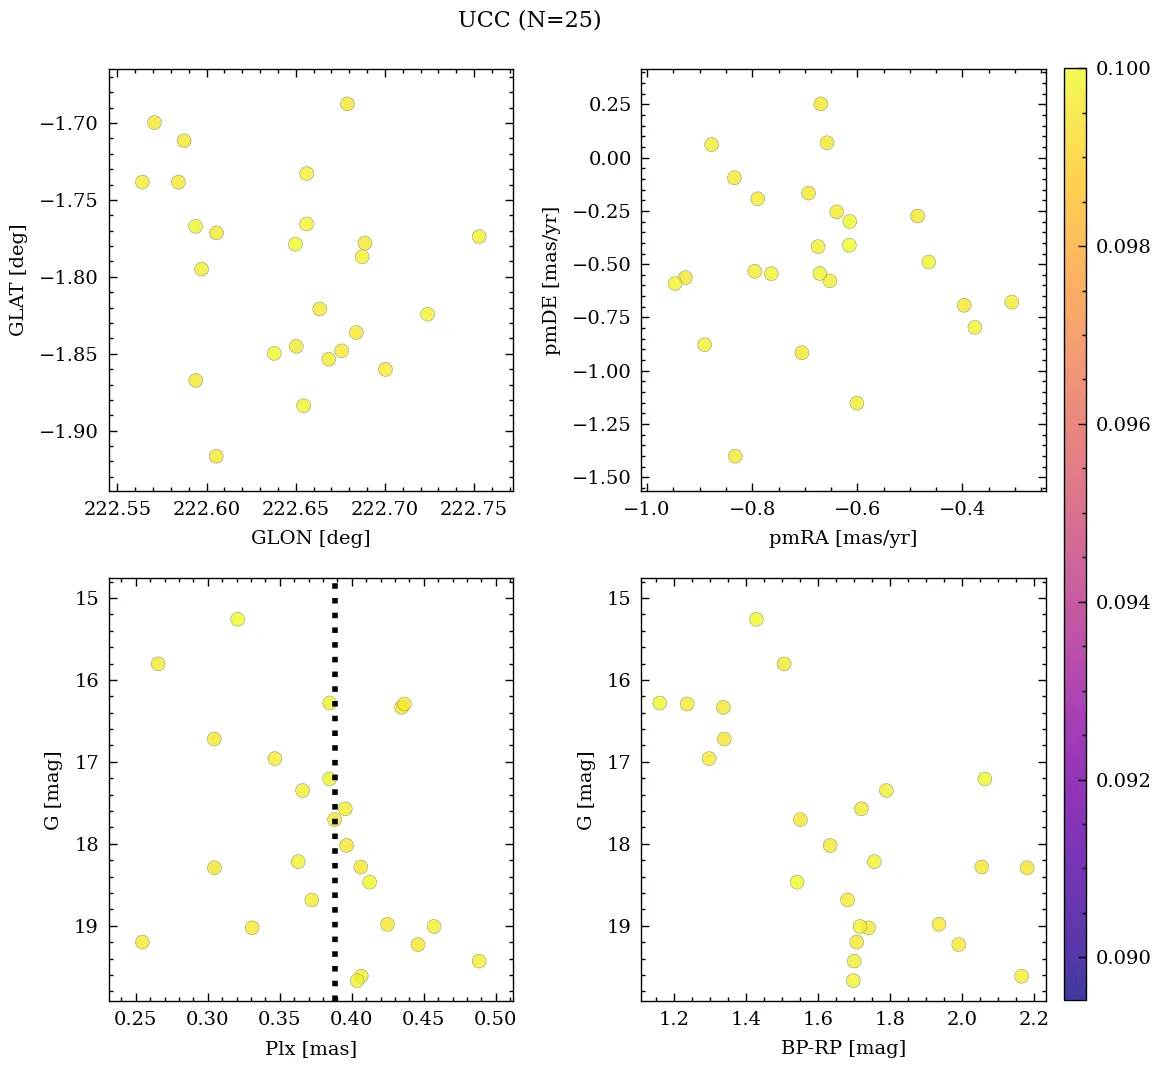 UCC (N=25)
−1.70
−1.75
−1.80
−1.85
−1.90
GLAT [deg]
222.55 222.60 222.65 222.70 222.75
GLON [deg]
0.25
0.00
−0.25
−0.50
−0.75
−1.00
−1.25
−1.50
pmDE [mas/yr]
−1.0 −0.8 −0.6 −0.4
pmRA [mas/yr]
15
16
17
18
19
G [mag]
0.25 0.30 0.35 0.40 0.45 0.50
Plx [mas]
15
16
17
18
19
G [mag]
1.2 1.4 1.6 1.8 2.0 2.2
BP-RP [mag]
0.100
0.098
0.096
0.094
0.092
0.090